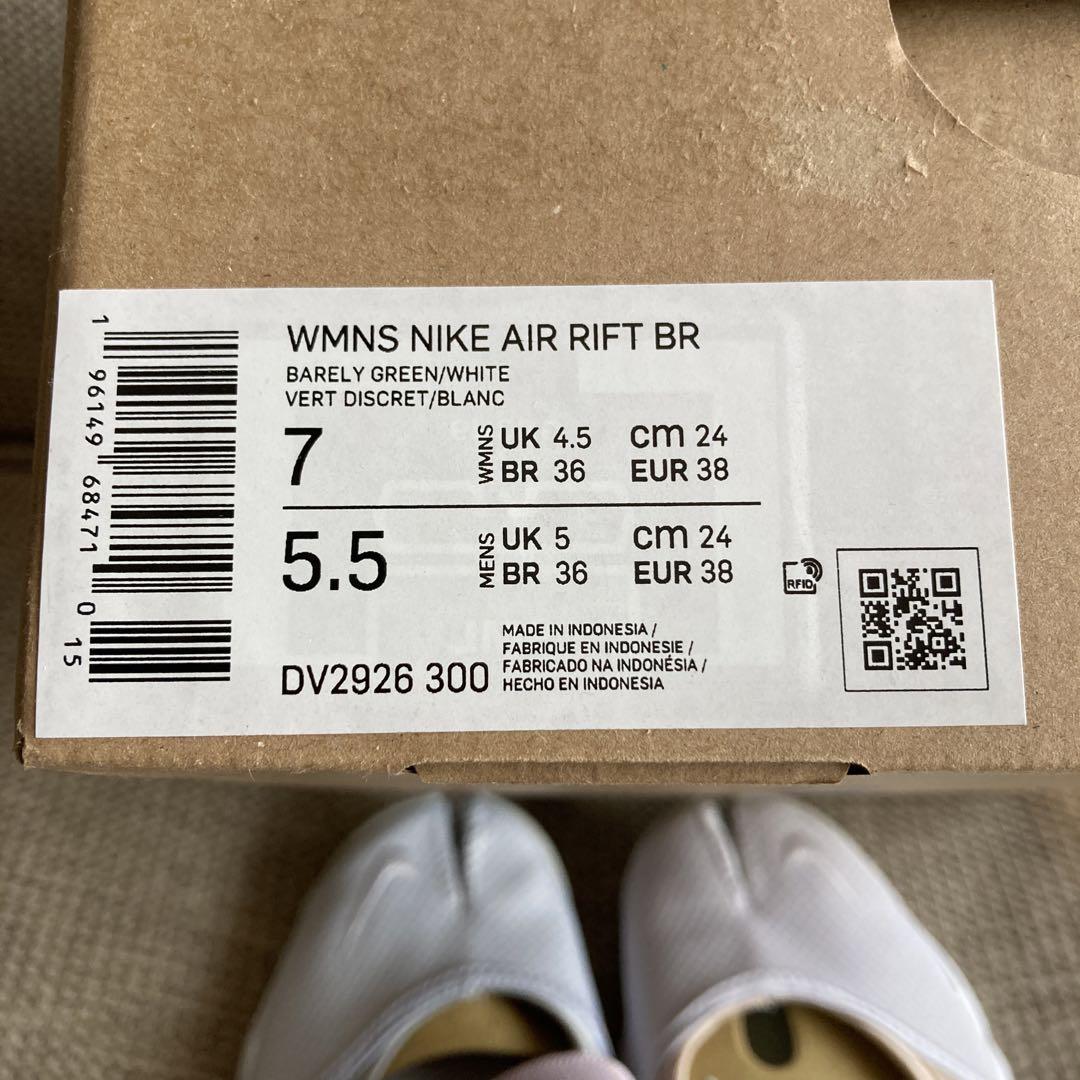 WMNS NIKE AIR RIFT BR
BARELY GREEN/WHITE
VERT DISCRET/BLANC
7 WMNS UK 4.5 CM 24
BR 36 EUR 38
5.5 MENS UK 5 CM 24
BR 36 EUR 38
RFID
DV2926 300
MADE IN INDONESIA /
FABRIQUE EN INDONESIE /
FABRICADO NA INDONÉSIA /
HECHO EN INDONESIA
1 96149 68471 0 15